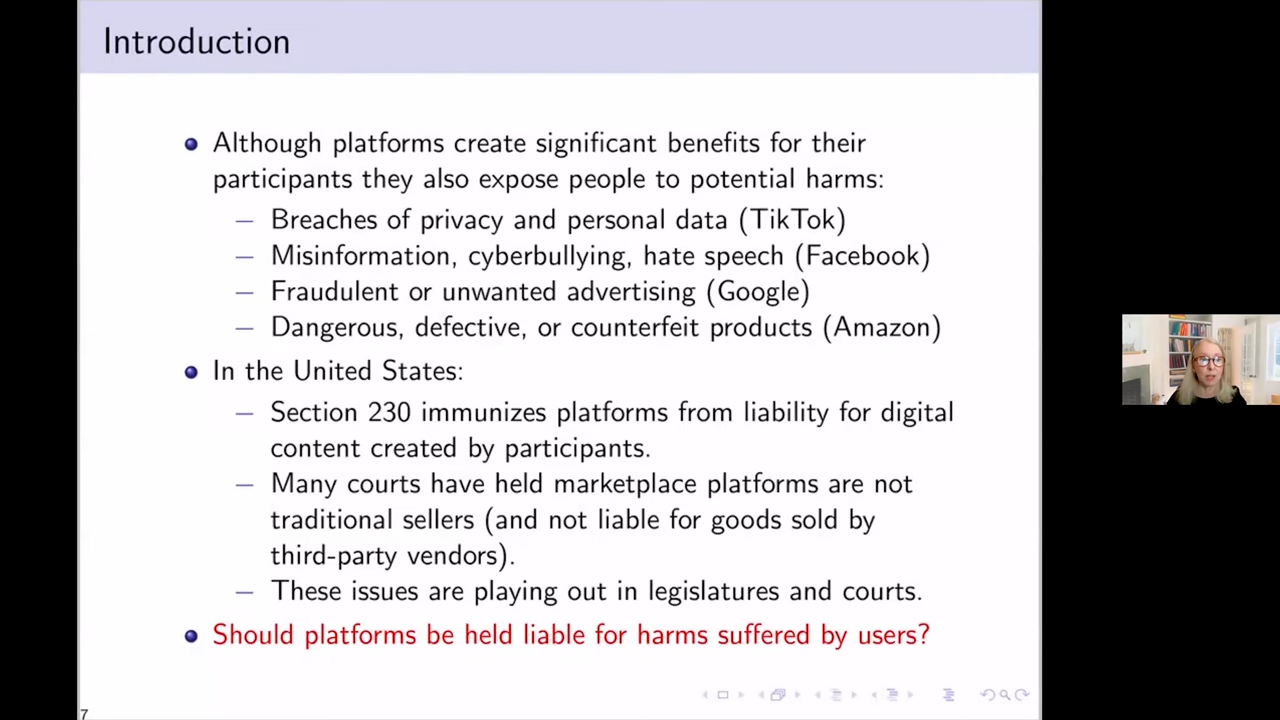 Introduction
Although platforms create significant benefits for their
participants they also expose people to potential harms:
— Breaches of privacy and personal data (TikTok)
— Misinformation, cyberbullying, hate speech (Facebook)
— Fraudulent or unwanted advertising (Google)
— Dangerous, defective, or counterfeit products (Amazon)
In the United States:
— Section 230 immunizes platforms from liability for digital
content created by participants.
— Many courts have held marketplace platforms are not
traditional sellers (and not liable for goods sold by
third-party vendors).
— These issues are playing out in legislatures and courts.
Should platforms be held liable for harms suffered by users?
7